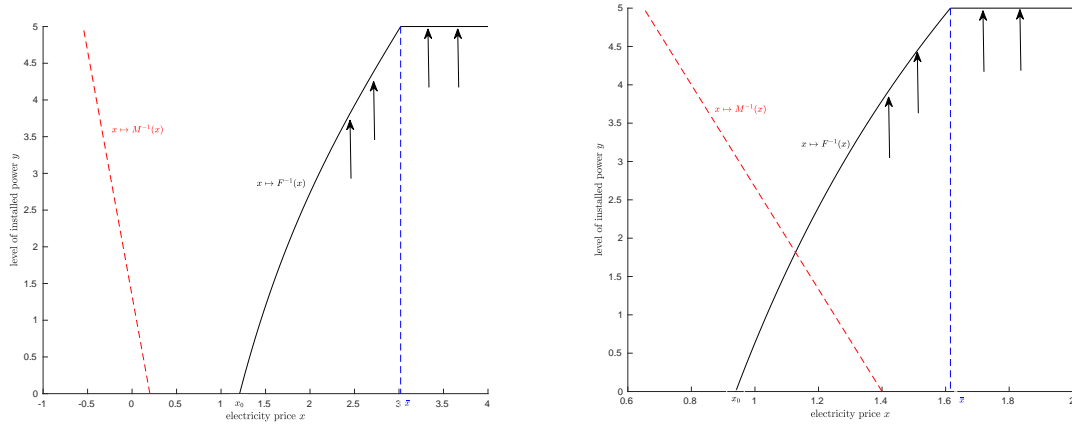 5
4.5
4
3.5
3
2.5
2
1.5
1
0.5
0
level of installed power y
x ↦ M⁻¹(x)
x ↦ F⁻¹(x)
-1 -0.5 0 0.5 1 x₀ 1.5 2 2.5 3 x̄ 3.5 4
electricity price x
5
4.5
4
3.5
3
2.5
2
1.5
1
0.5
0
level of installed power y
x ↦ M⁻¹(x)
x ↦ F⁻¹(x)
0.6 0.8 x₀ 1 1.2 1.4 1.6 x̄ 1.8 2
electricity price x